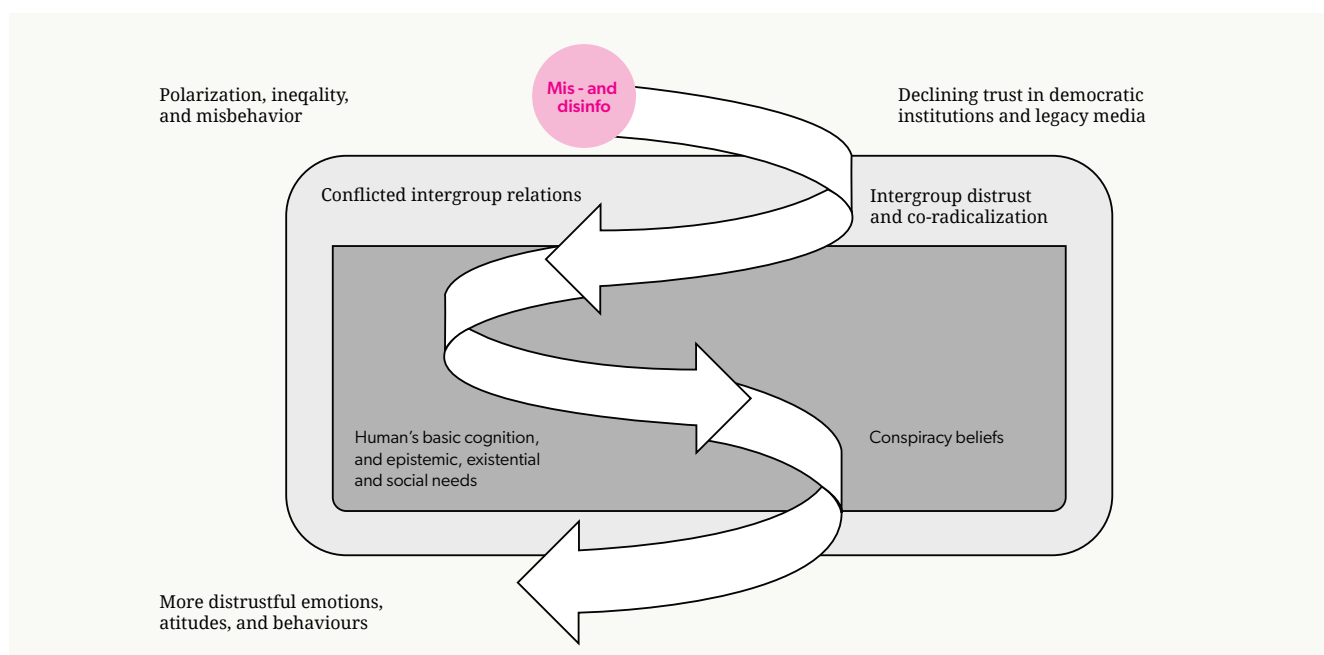 Mis - and
disinfo
Polarization, ineqality,
and misbehavior
Declining trust in democratic
institutions and legacy media
Conflicted intergroup relations
Intergroup distrust
and co-radicalization
Human's basic cognition,
and epistemic, existential
and social needs
Conspiracy beliefs
More distrustful emotions,
atitudes, and behaviours